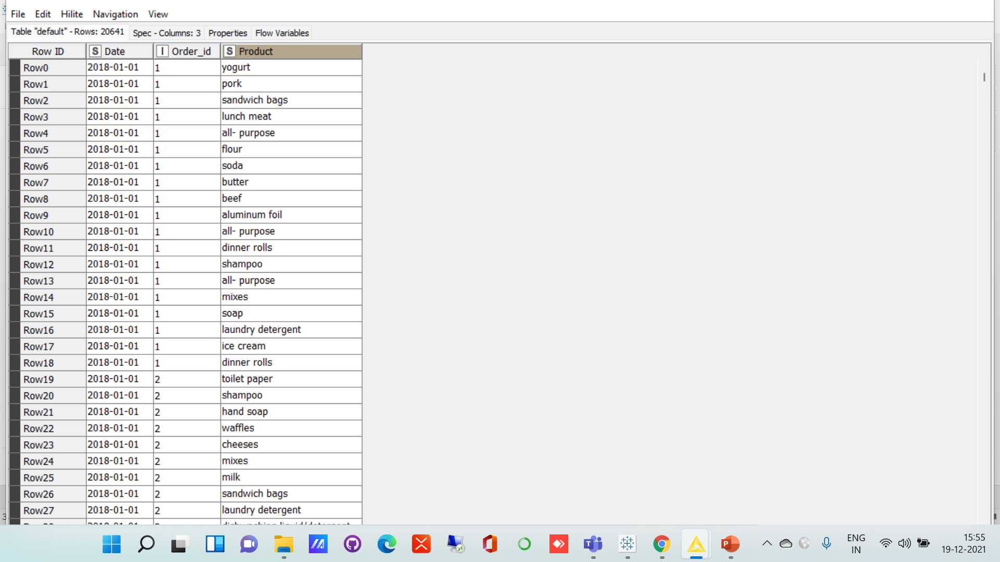 File Edit Hilite Navigation View
Table "default" - Rows: 20641 Spec - Columns: 3 Properties Flow Variables
Row ID S Date I Order_id S Product
Row0 2018-01-01 1 yogurt
Row1 2018-01-01 1 pork
Row2 2018-01-01 1 sandwich bags
Row3 2018-01-01 1 lunch meat
Row4 2018-01-01 1 all- purpose
Row5 2018-01-01 1 flour
Row6 2018-01-01 1 soda
Row7 2018-01-01 1 butter
Row8 2018-01-01 1 beef
Row9 2018-01-01 1 aluminum foil
Row10 2018-01-01 1 all- purpose
Row11 2018-01-01 1 dinner rolls
Row12 2018-01-01 1 shampoo
Row13 2018-01-01 1 all- purpose
Row14 2018-01-01 1 mixes
Row15 2018-01-01 1 soap
Row16 2018-01-01 1 laundry detergent
Row17 2018-01-01 1 ice cream
Row18 2018-01-01 1 dinner rolls
Row19 2018-01-01 2 toilet paper
Row20 2018-01-01 2 shampoo
Row21 2018-01-01 2 hand soap
Row22 2018-01-01 2 waffles
Row23 2018-01-01 2 cheeses
Row24 2018-01-01 2 mixes
Row25 2018-01-01 2 milk
Row26 2018-01-01 2 sandwich bags
Row27 2018-01-01 2 laundry detergent
ENG 15:55
IN 19-12-2021